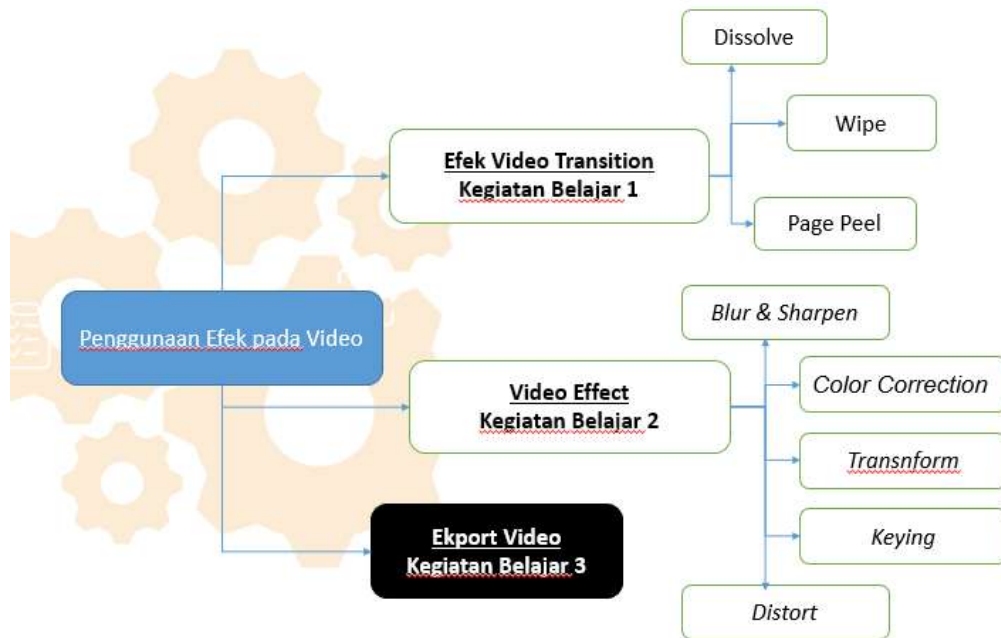 Dissolve
Wipe
Efek Video Transition
Kegiatan Belajar 1
Page Peel
Penggunaan Efek pada Video
Blur & Sharpen
Color Correction
Video Effect
Kegiatan Belajar 2
Transnform
Keying
Ekport Video
Kegiatan Belajar 3
Distort